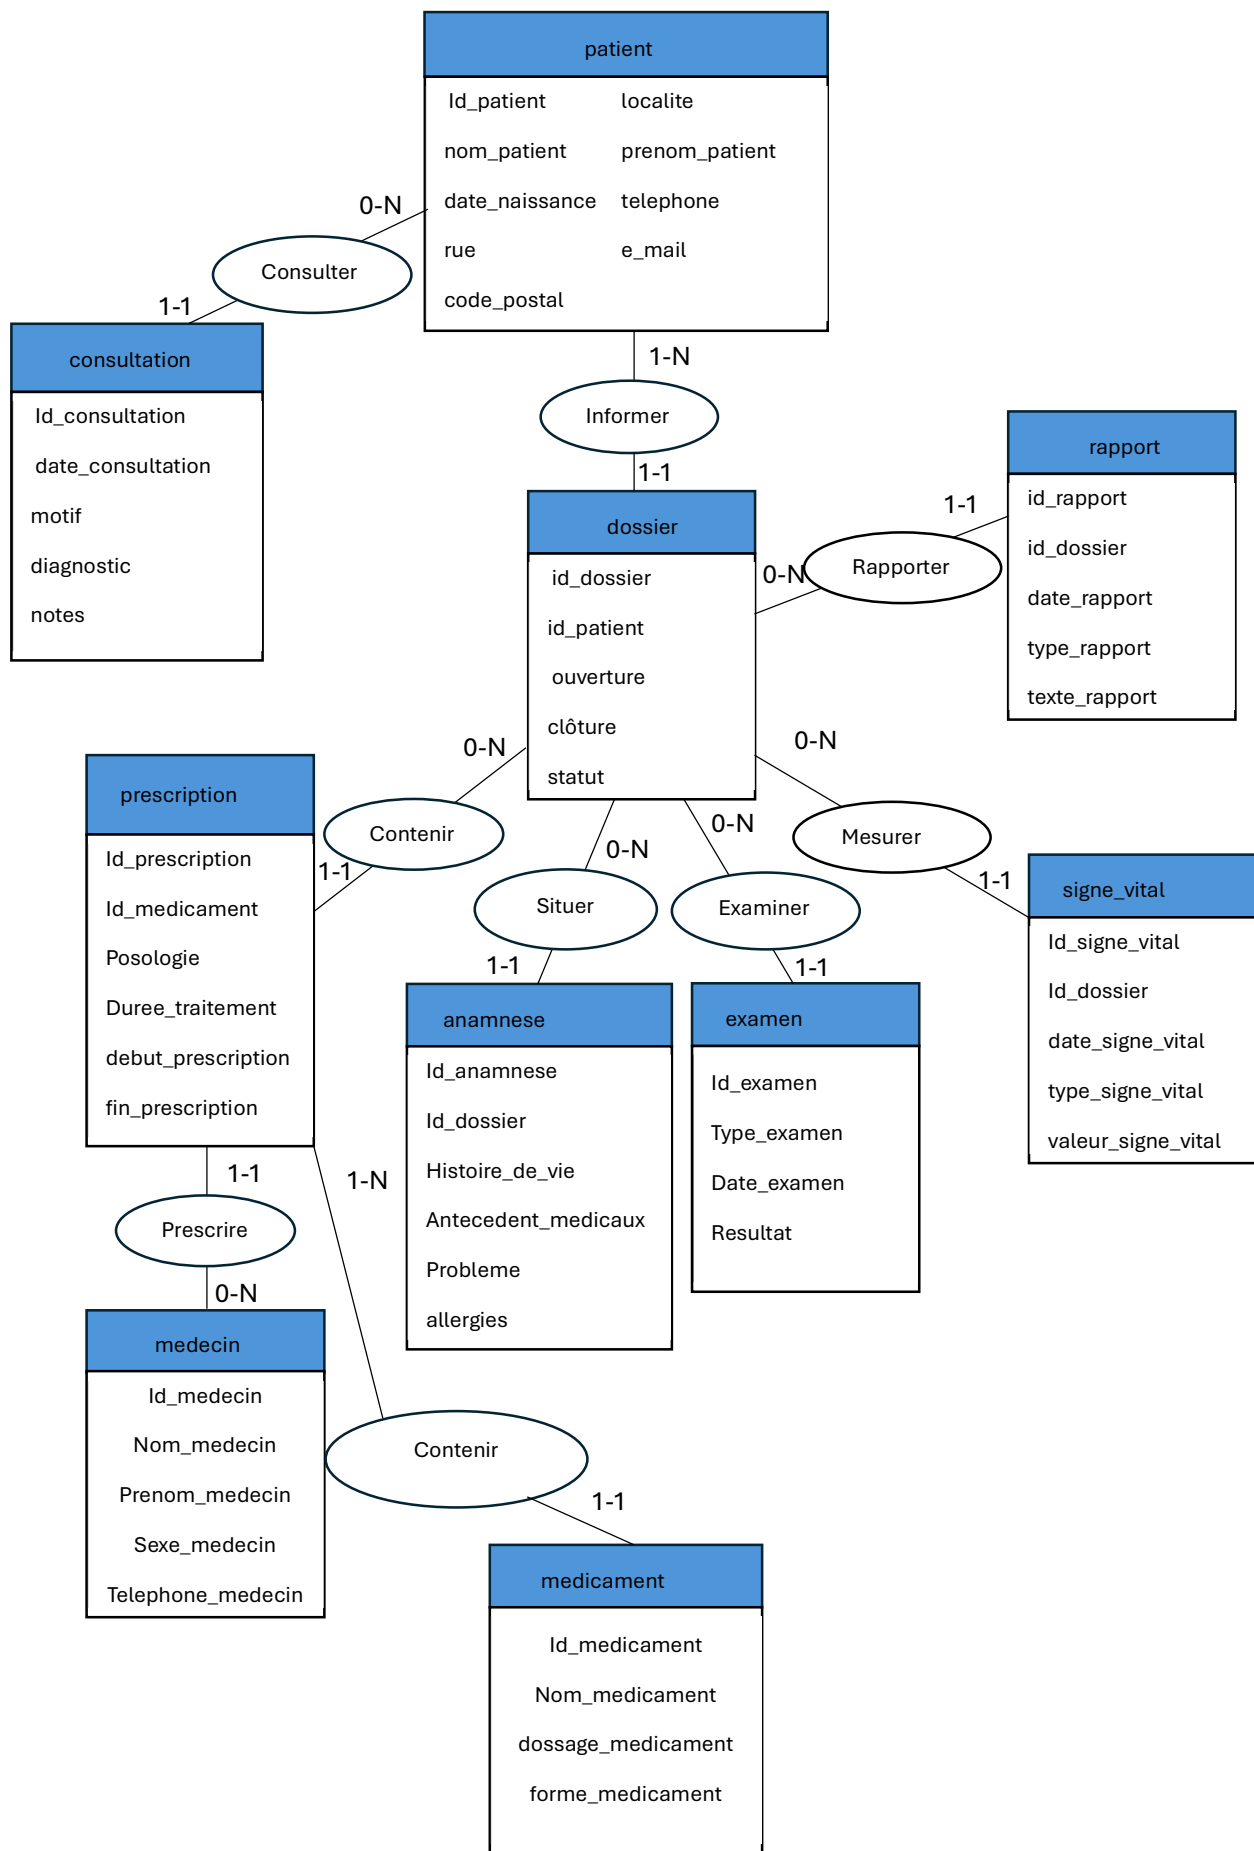 patient
Id_patient localite
nom_patient prenom_patient
date_naissance telephone
rue e_mail
code_postal
0-N
Consulter
1-1
consultation
Id_consultation
date_consultation
motif
diagnostic
notes
1-N
Informer
1-1
dossier
id_dossier
id_patient
ouverture
clôture
statut
rapport
id_rapport
id_dossier
date_rapport
type_rapport
texte_rapport
1-1
Rapporter
0-N
0-N
Contenir
1-1
prescription
Id_prescription
Id_medicament
Posologie
Duree_traitement
debut_prescription
fin_prescription
0-N
Situer
1-1
anamnese
Id_anamnese
Id_dossier
Histoire_de_vie
Antecedent_medicaux
Probleme
allergies
0-N
Examiner
1-1
examen
Id_examen
Type_examen
Date_examen
Resultat
0-N
Mesurer
1-1
signe_vital
Id_signe_vital
Id_dossier
date_signe_vital
type_signe_vital
valeur_signe_vital
1-1
Prescrire
0-N
medecin
Id_medecin
Nom_medecin
Prenom_medecin
Sexe_medecin
Telephone_medecin
1-N
Contenir
1-1
medicament
Id_medicament
Nom_medicament
dossage_medicament
forme_medicament